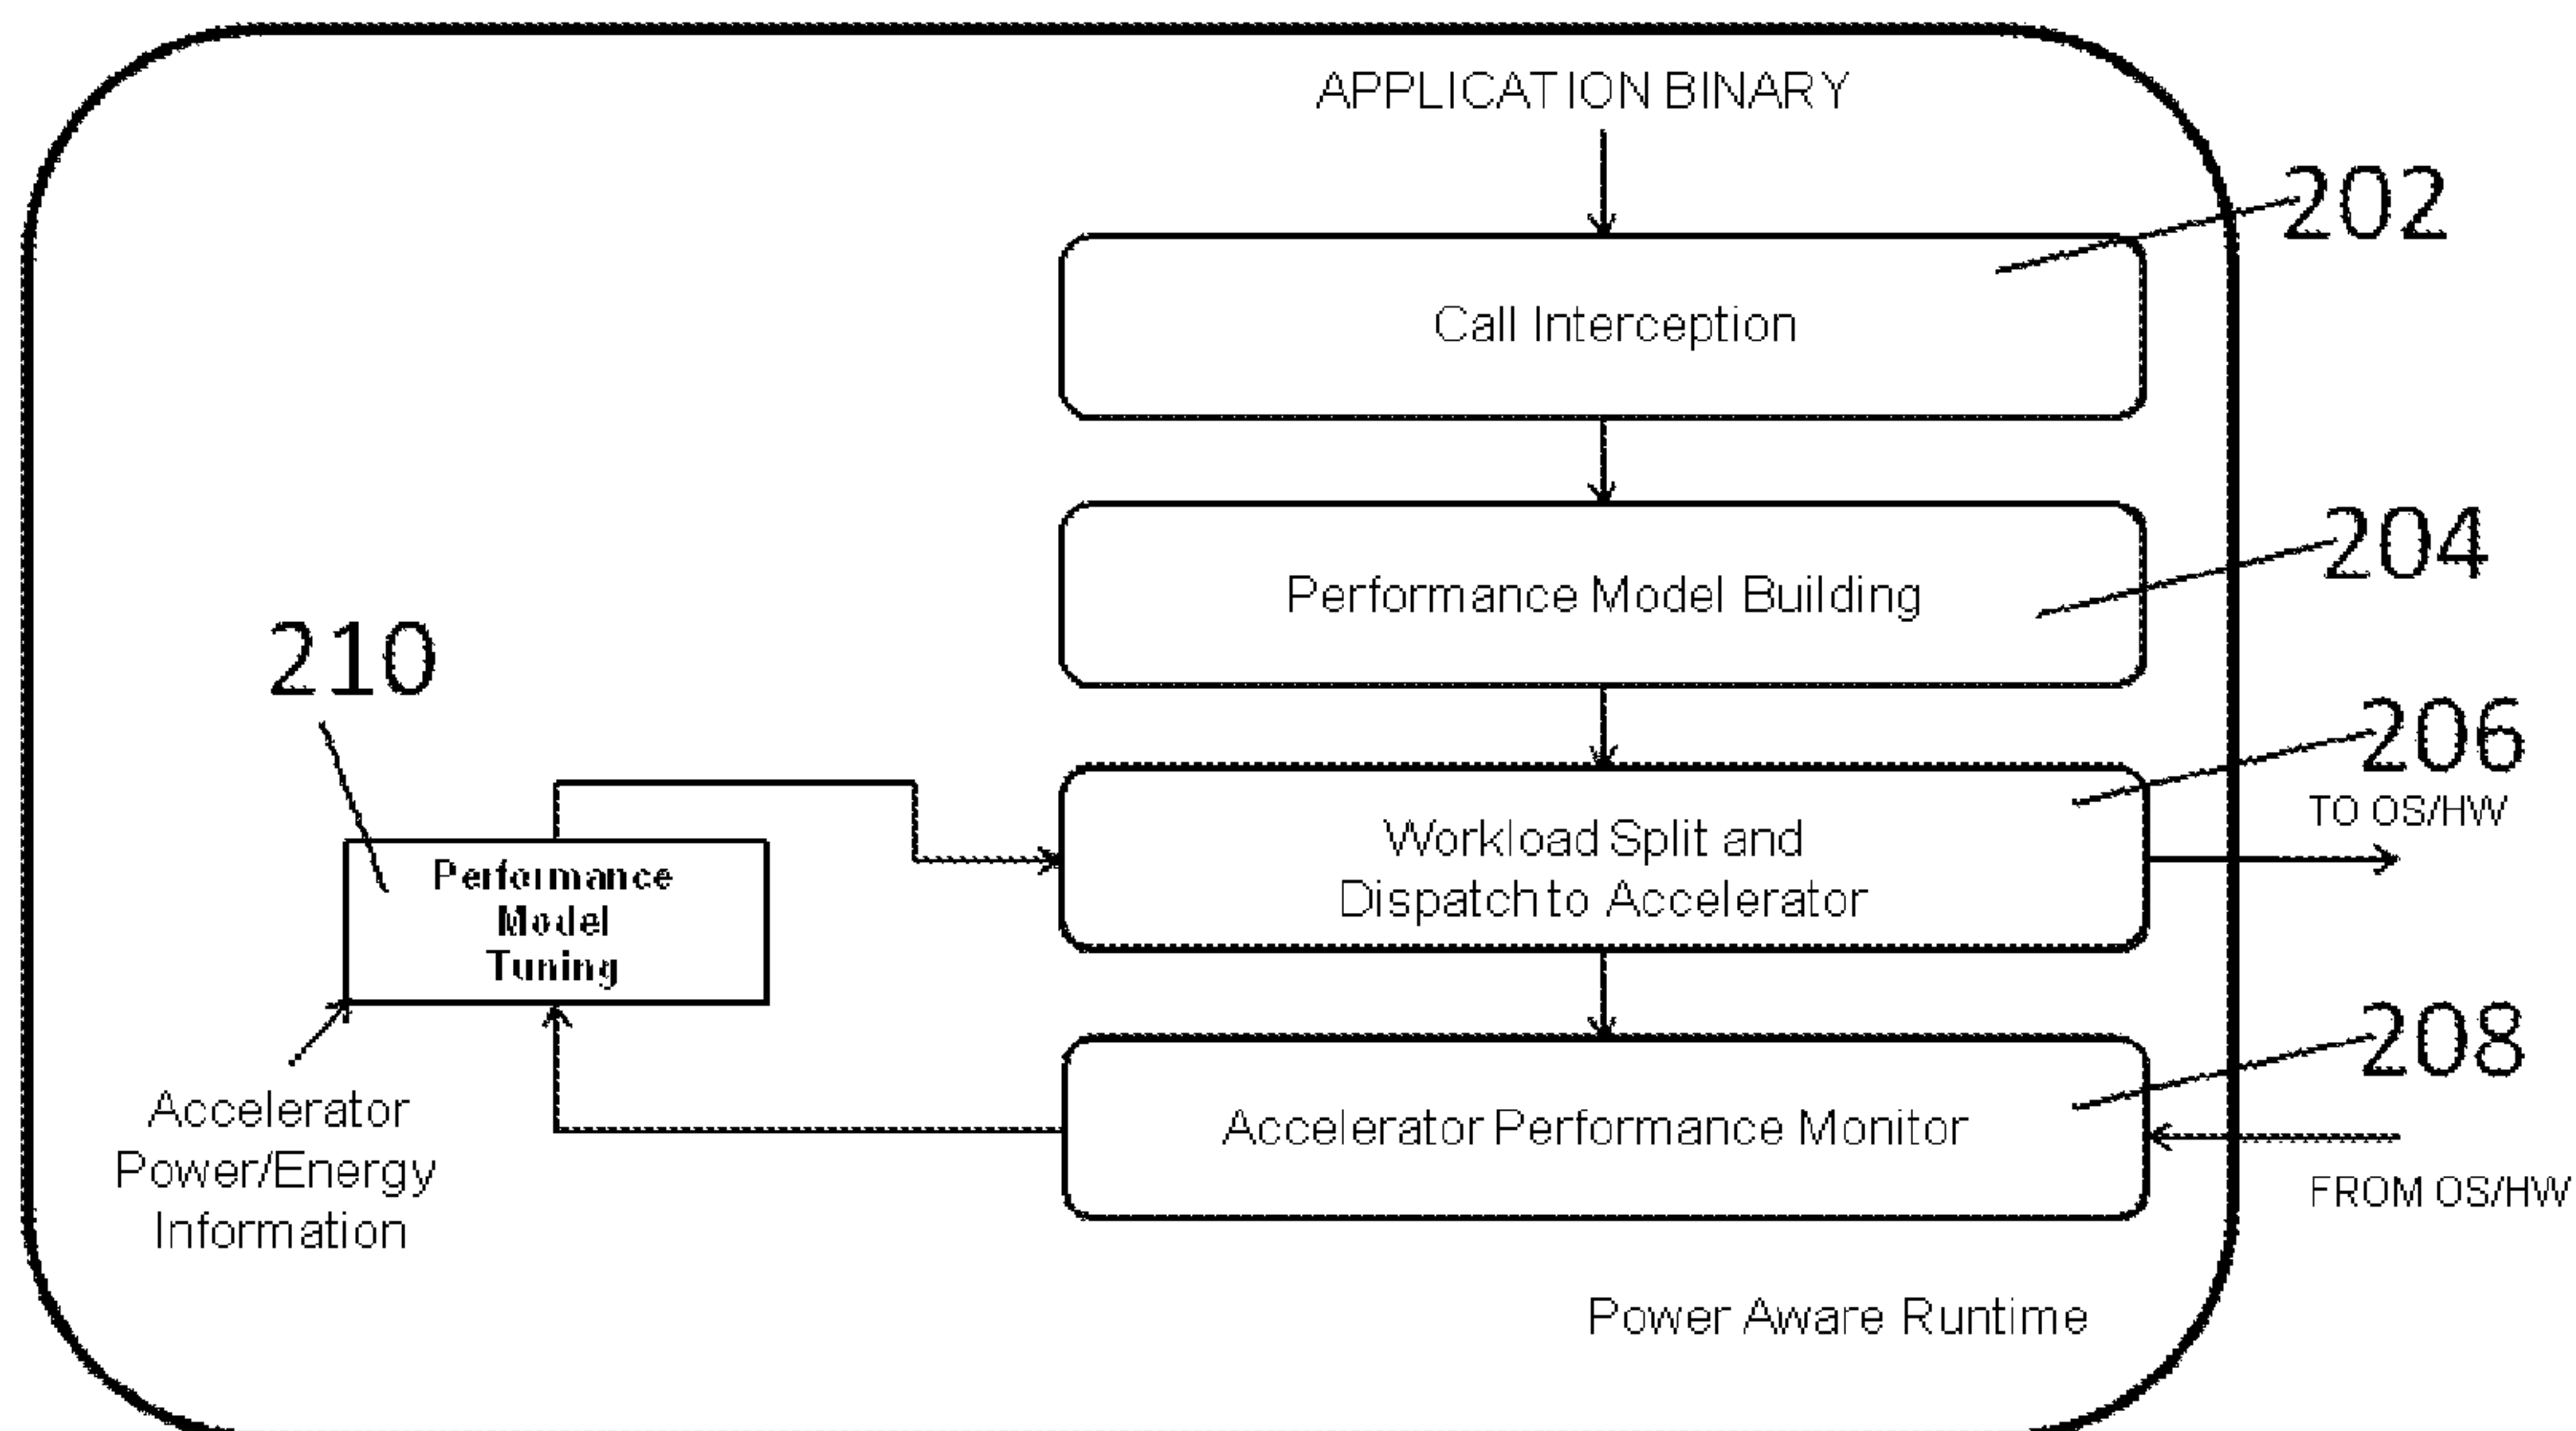 APPLICATION BINARY
202
Call Interception
204
Performance Model Building
210
206
TO OS/HW
Workload Split and
Dispatch to Accelerator
Performance
Model
Tuning
208
Accelerator Performance Monitor
Accelerator
Power/Energy
Information
FROM OS/HW
Power Aware Runtime